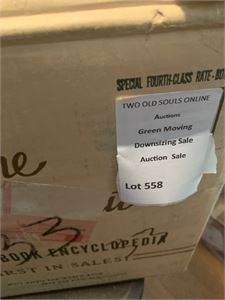 SPECIAL FOURTH-CLASS RATE-BO
TWO OLD SOULS ONLINE
Auctions
Green Moving
Downsizing Sale
Auction Sale
Lot 558
BOOK ENCYCLOPEDIA
FIRST IN SALES!